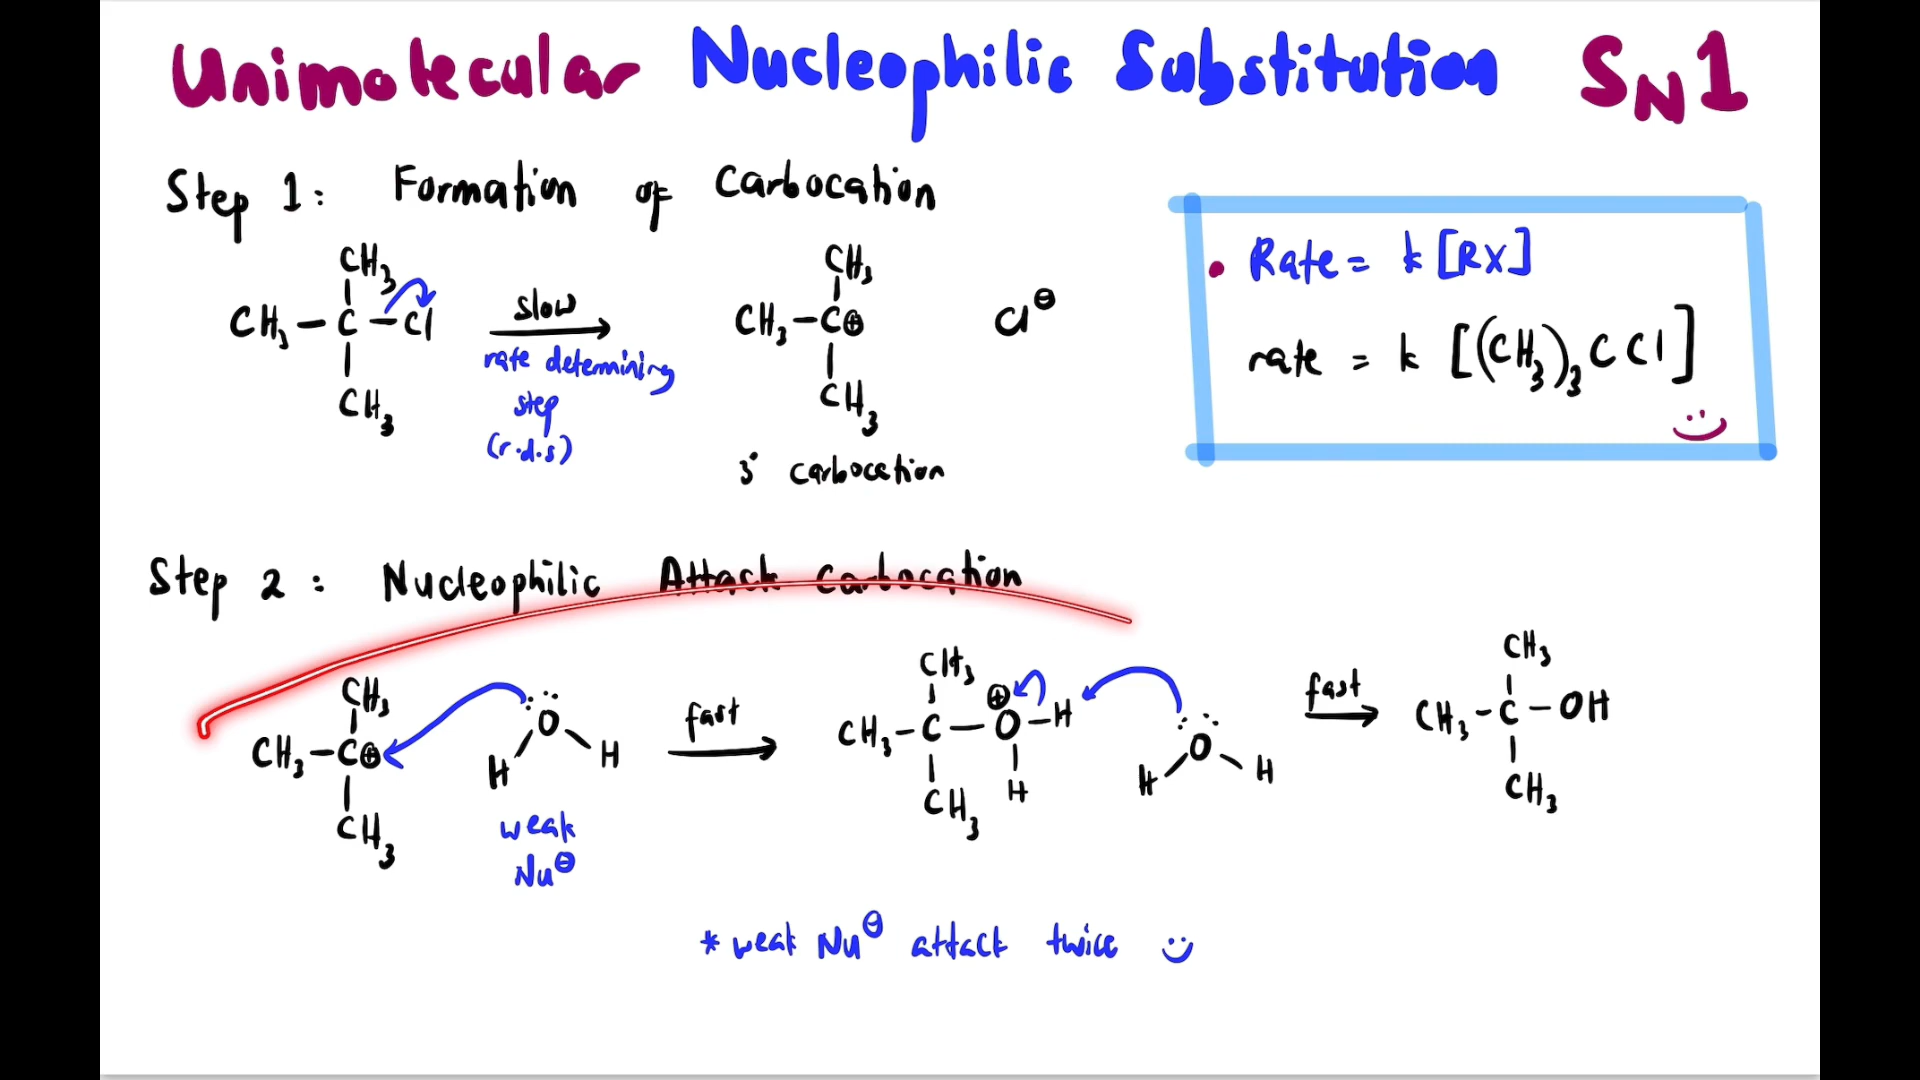 Unimolecular Nucleophilic Substitution SN1
Step 1: Formation of Carbocation
CH3
CH3 – C – Cl
CH3
slow
rate determining
step
(r.d.s)
CH3
CH3 – C⊕
CH3
3° carbocation
Cl⊖
• Rate = k [RX]
rate = k [(CH3)3CCl]
Step 2: Nucleophilic Attack carbocation
CH3
CH3 – C⊕
CH3
:Ö
H H
weak
Nu⊖
fast
CH3
CH3 – C – O⊕ – H
CH3 H
:Ö
H H
fast
CH3
CH3 – C – OH
CH3
* weak Nu⊖ attack twice